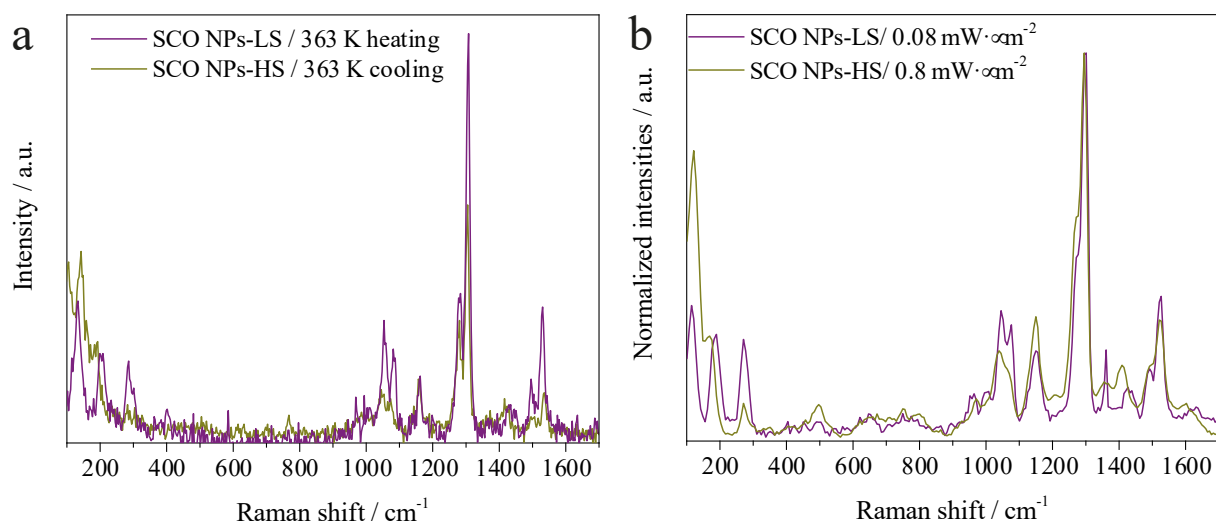 a
SCO NPs-LS / 363 K heating
SCO NPs-HS / 363 K cooling
Intensity / a.u.
200 400 600 800 1000 1200 1400 1600
Raman shift / cm-1
b
SCO NPs-LS/ 0.08 mW·∝m-2
SCO NPs-HS/ 0.8 mW·∝m-2
Normalized intensities / a.u.
200 400 600 800 1000 1200 1400 1600
Raman shift / cm-1